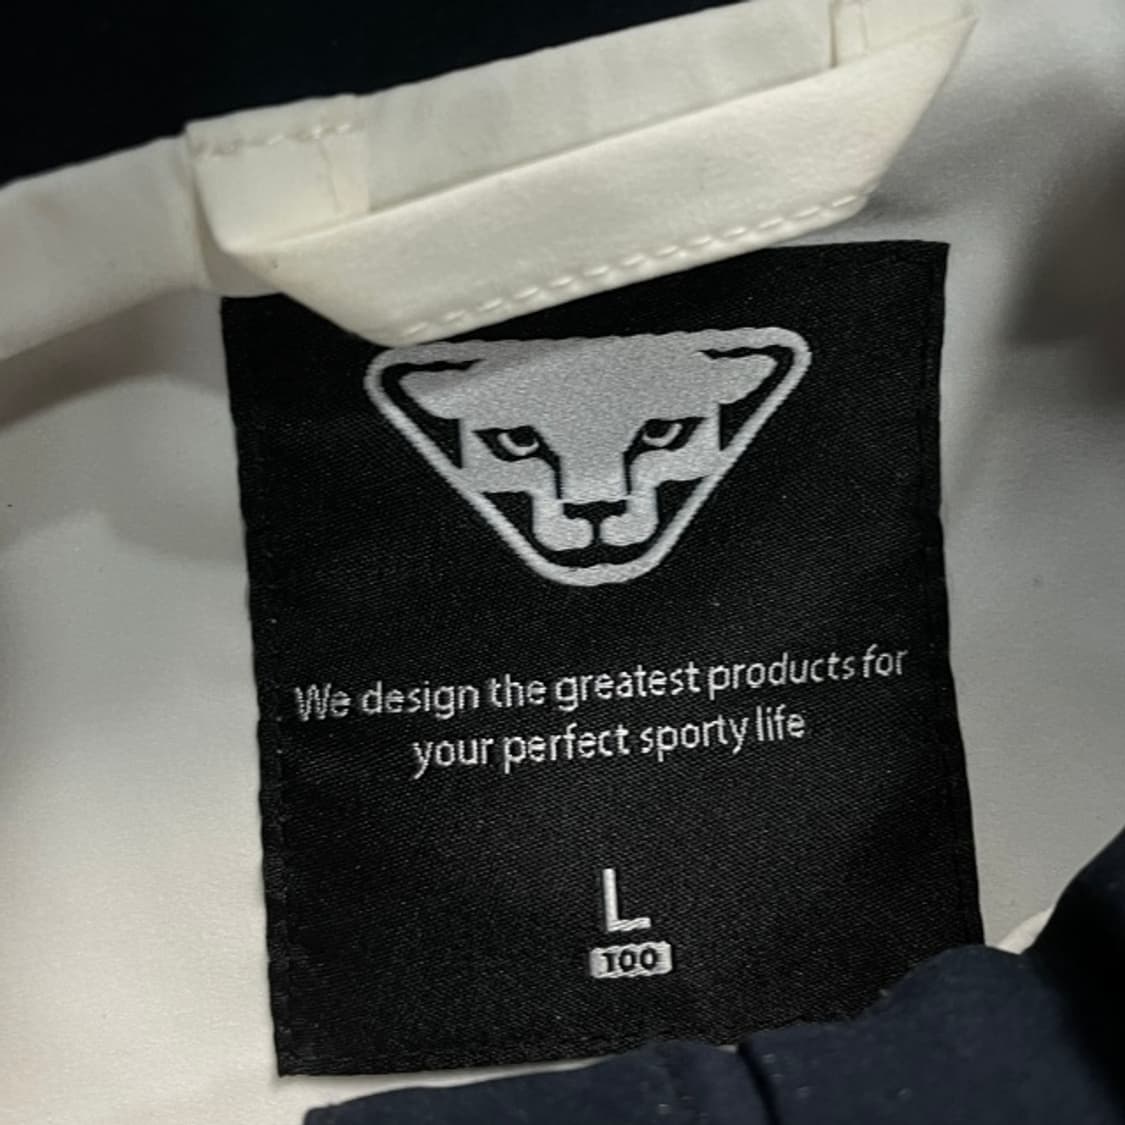 We design the greatest products for
your perfect sporty life
L
100